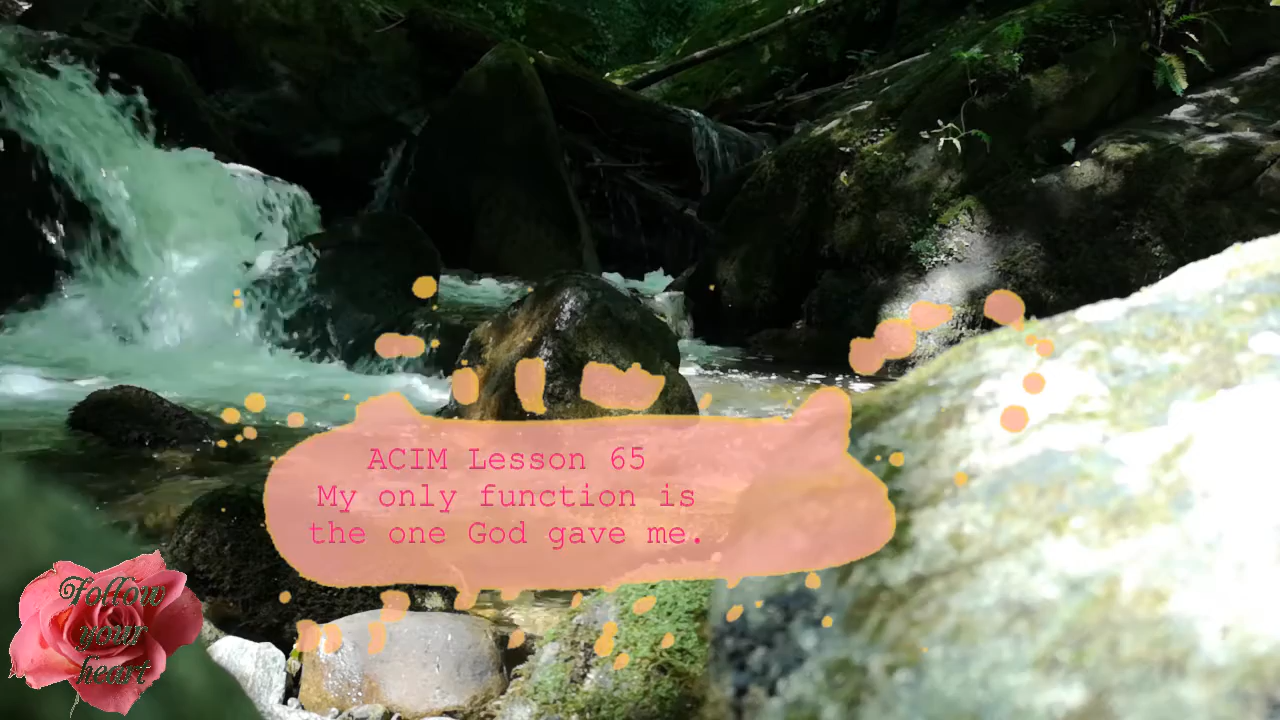 ACIM Lesson 65
My only function is
the one God gave me.
Follow
your
heart